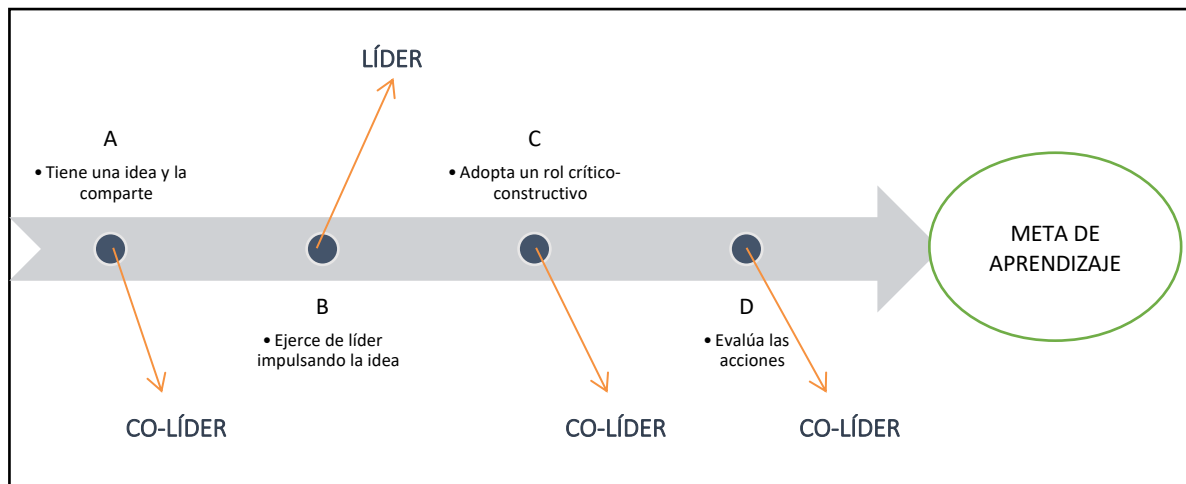 LÍDER
A
• Tiene una idea y la
comparte
C
• Adopta un rol crítico-
constructivo
META DE
APRENDIZAJE
B
• Ejerce de líder
impulsando la idea
D
• Evalúa las
acciones
CO-LÍDER
CO-LÍDER
CO-LÍDER